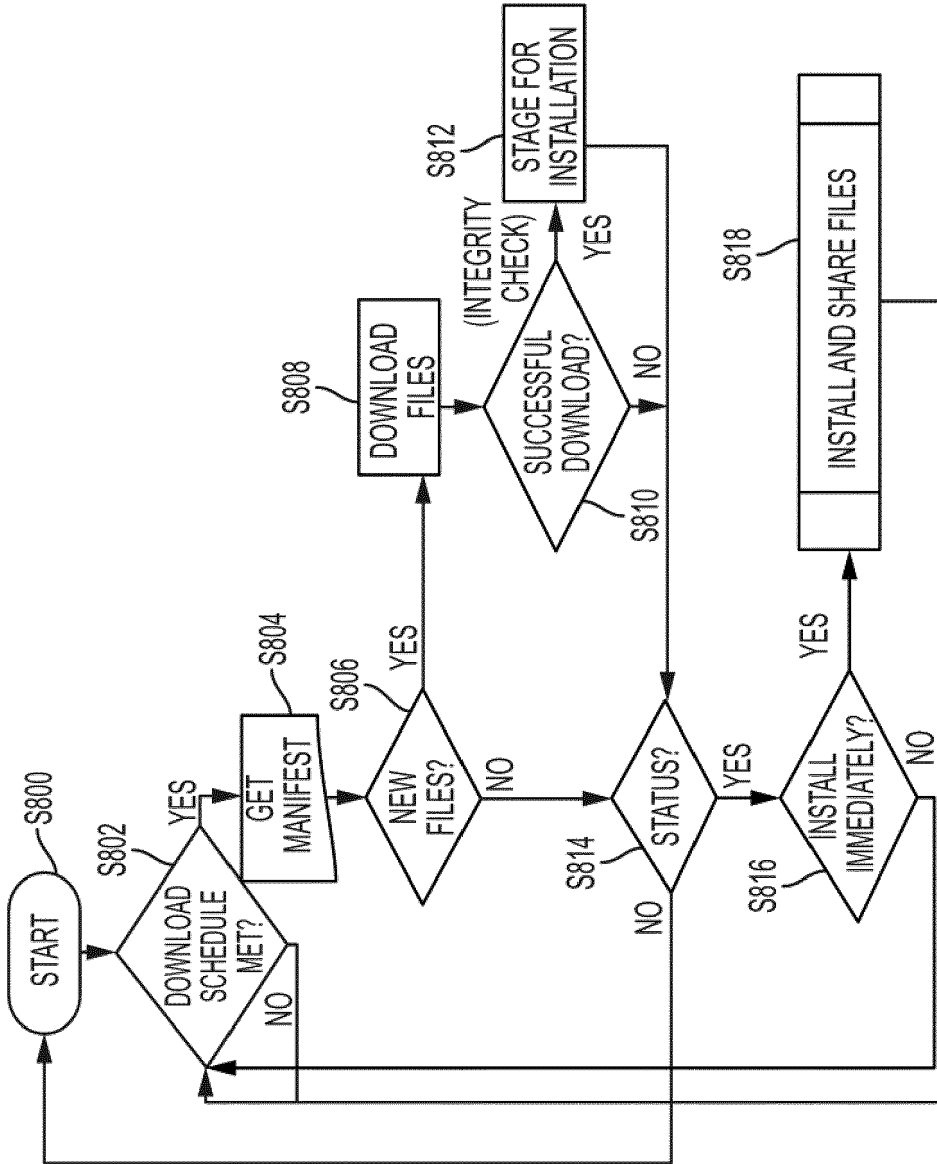 S800
START
S802
DOWNLOAD
SCHEDULE
MET?
YES
NO
S804
GET
MANIFEST
S806
NEW
FILES?
YES
NO
S808
DOWNLOAD
FILES
S810
SUCCESSFUL
DOWNLOAD?
(INTEGRITY
CHECK)
YES
NO
S812
STAGE FOR
INSTALLATION
S814
STATUS?
NO
YES
S816
INSTALL
IMMEDIATELY?
YES
NO
S818
INSTALL AND SHARE FILES